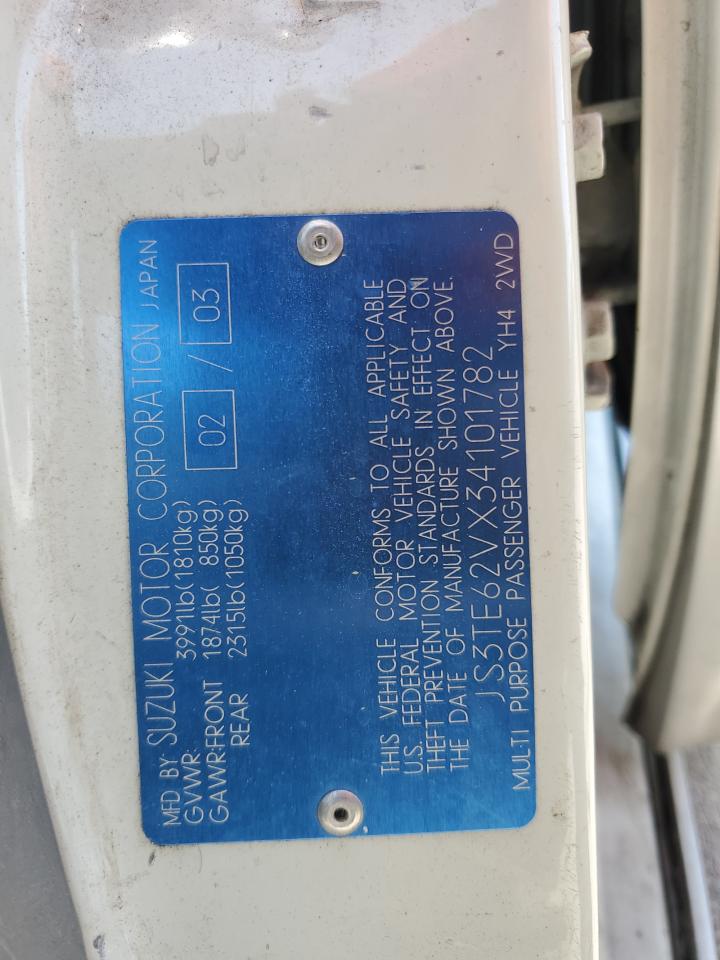 MFD BY SUZUKI MOTOR CORPORATION JAPAN
GVWR: 3991lb(1810kg)
GAWR:FRONT 1874lb( 850kg) 02 / 03
REAR 2315lb(1050kg)
THIS VEHICLE CONFORMS TO ALL APPLICABLE
U.S. FEDERAL MOTOR VEHICLE SAFETY AND
THEFT PREVENTION STANDARDS IN EFFECT ON
THE DATE OF MANUFACTURE SHOWN ABOVE.
JS3TE62VX34101782
MULTI PURPOSE PASSENGER VEHICLE YH4 2WD